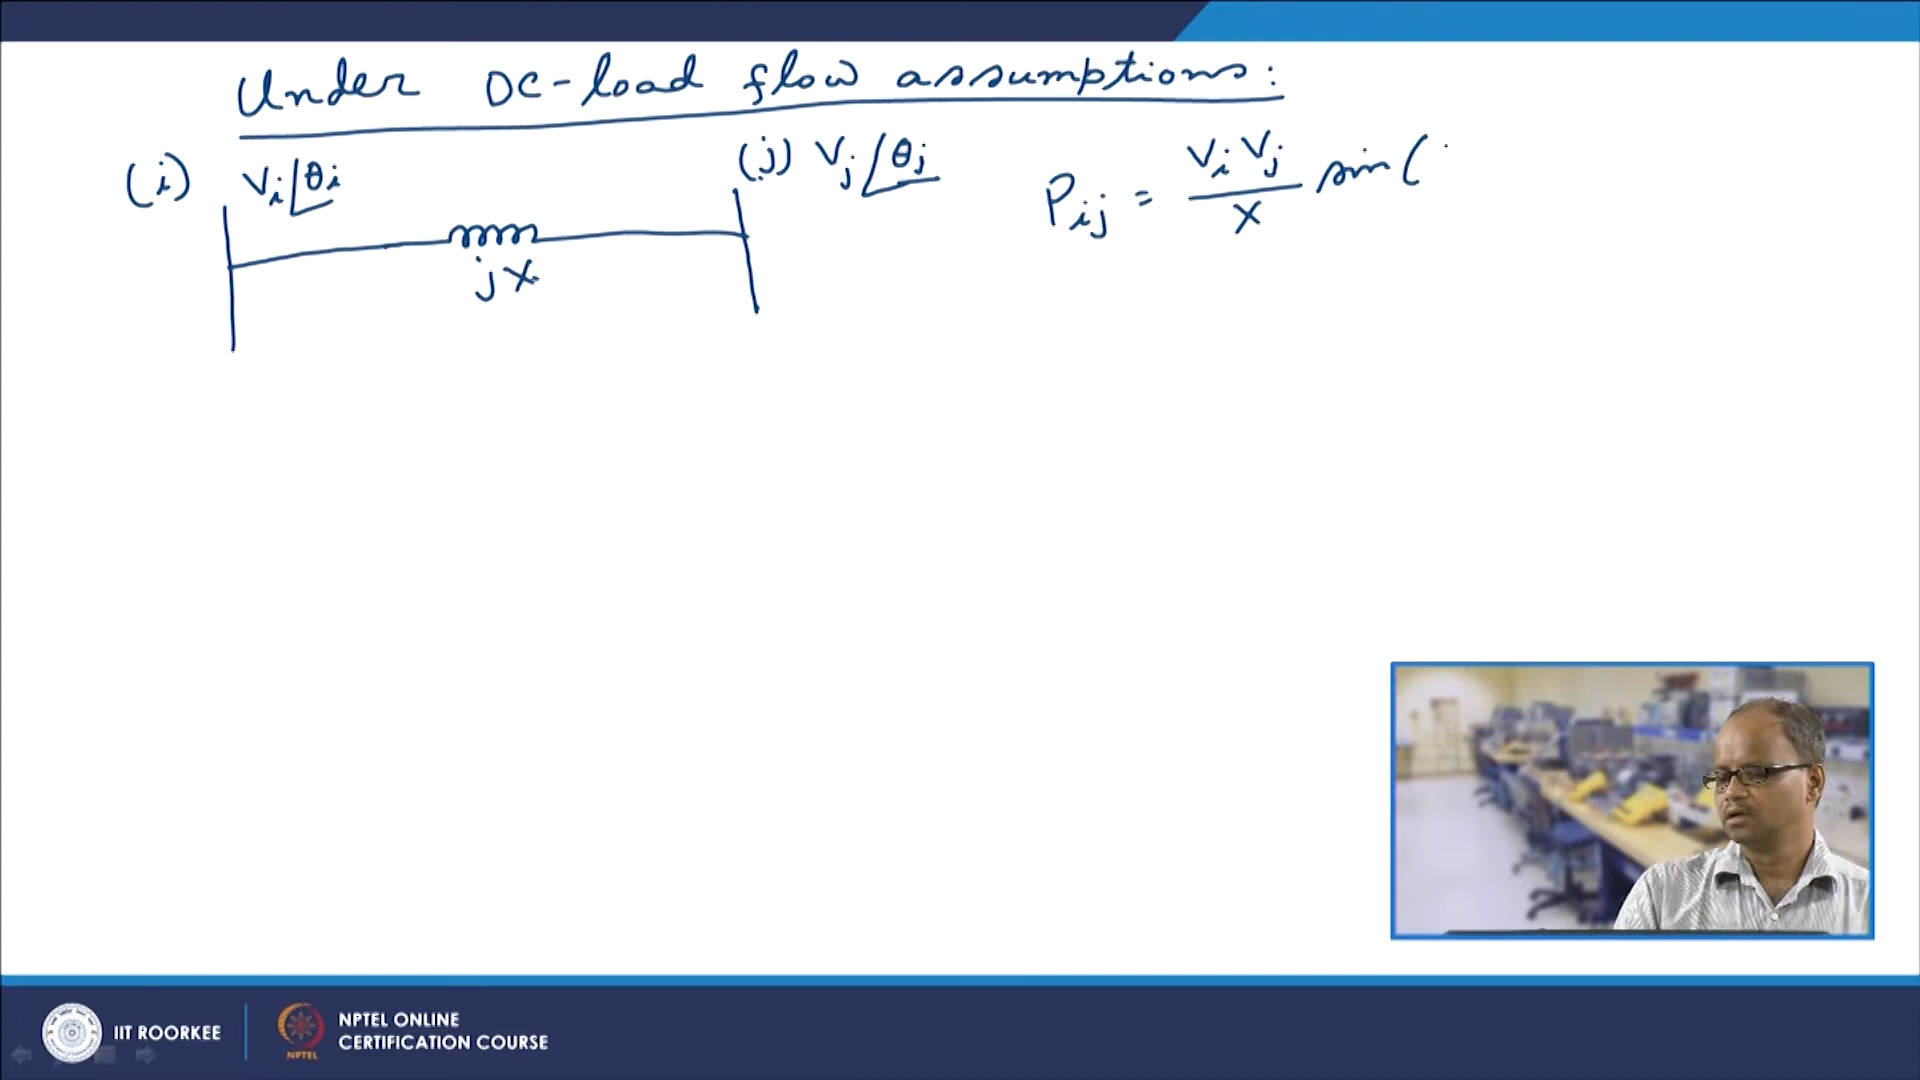 Under DC-load flow assumptions:
(i) Vi∠θi (j) Vj∠θj
Pij = ViVj/X sin(
jX
IIT ROORKEE
NPTEL
NPTEL ONLINE
CERTIFICATION COURSE